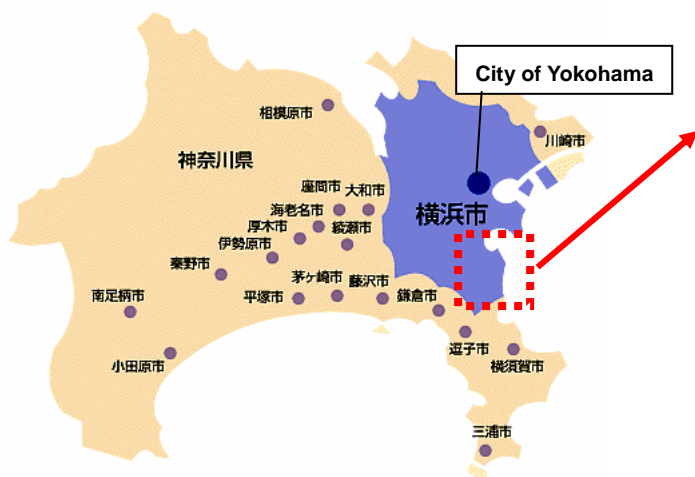 City of Yokohama
相模原市
川崎市
神奈川県
座間市
大和市
海老名市
横浜市
厚木市
綾瀬市
伊勢原市
秦野市
茅ヶ崎市
藤沢市
鎌倉市
南足柄市
平塚市
逗子市
小田原市
横須賀市
三浦市